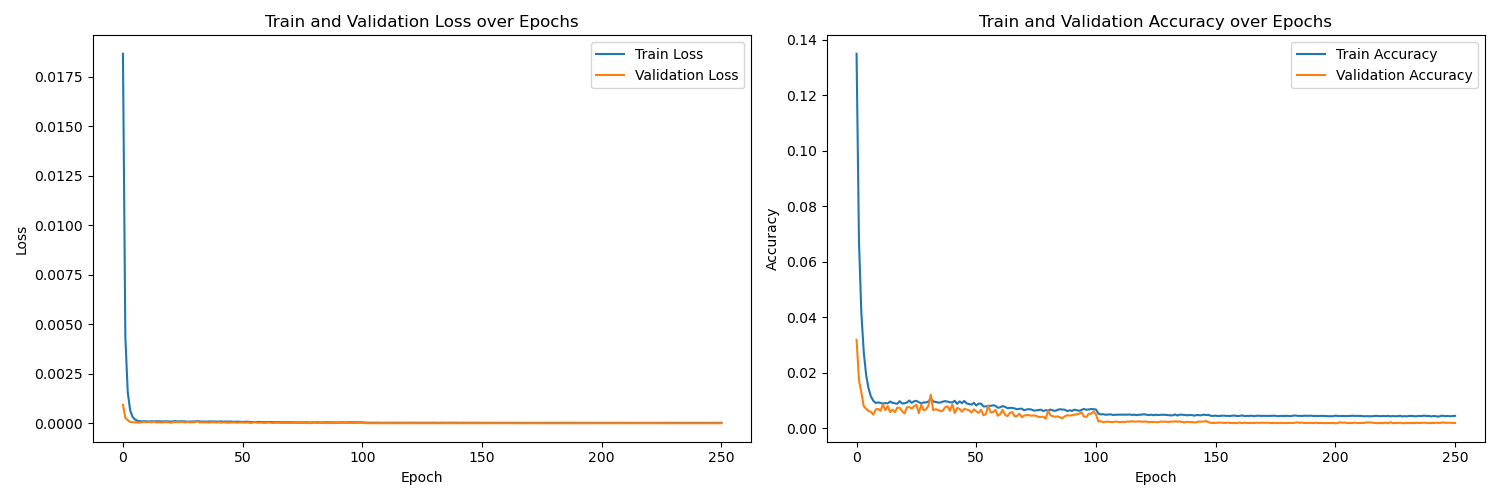 Train and Validation Loss over Epochs
Train Loss
Validation Loss
0.0175
0.0150
0.0125
0.0100
0.0075
0.0050
0.0025
0.0000
Loss
0
50
100
150
200
250
Epoch
Train and Validation Accuracy over Epochs
Train Accuracy
Validation Accuracy
0.14
0.12
0.10
0.08
0.06
0.04
0.02
0.00
Accuracy
0
50
100
150
200
250
Epoch